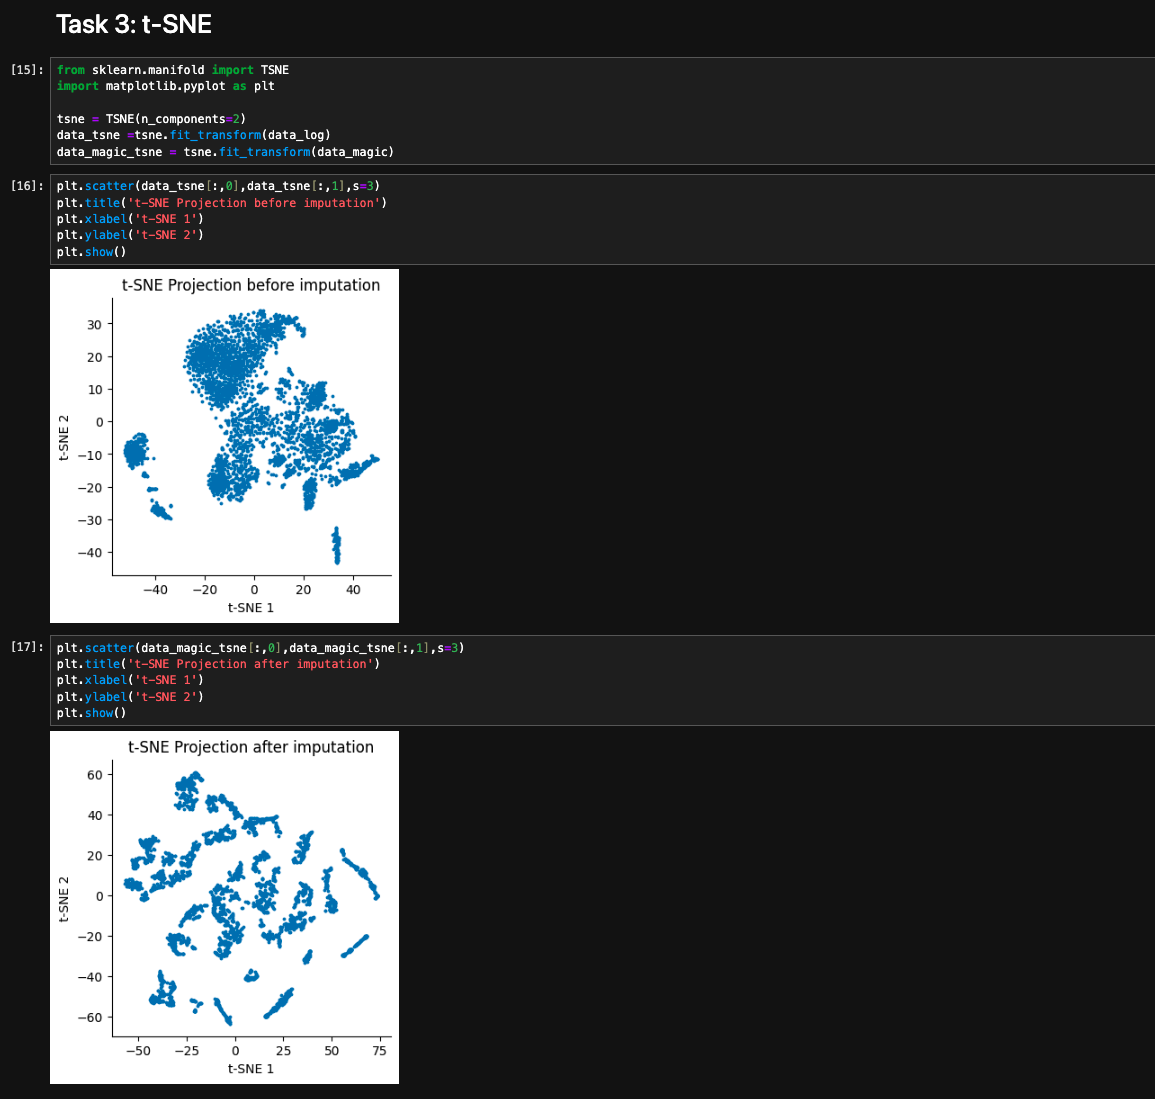 Task 3: t-SNE
[15]:
from sklearn.manifold import TSNE
import matplotlib.pyplot as plt
tsne = TSNE(n_components=2)
data_tsne =tsne.fit_transform(data_log)
data_magic_tsne = tsne.fit_transform(data_magic)
[16]:
plt.scatter(data_tsne[:,0],data_tsne[:,1],s=3)
plt.title('t-SNE Projection before imputation')
plt.xlabel('t-SNE 1')
plt.ylabel('t-SNE 2')
plt.show()
t-SNE Projection before imputation
30
20
10
0
−10
−20
−30
−40
t-SNE 2
−40 −20 0 20 40
t-SNE 1
[17]:
plt.scatter(data_magic_tsne[:,0],data_magic_tsne[:,1],s=3)
plt.title('t-SNE Projection after imputation')
plt.xlabel('t-SNE 1')
plt.ylabel('t-SNE 2')
plt.show()
t-SNE Projection after imputation
60
40
20
0
−20
−40
−60
t-SNE 2
−50 −25 0 25 50 75
t-SNE 1